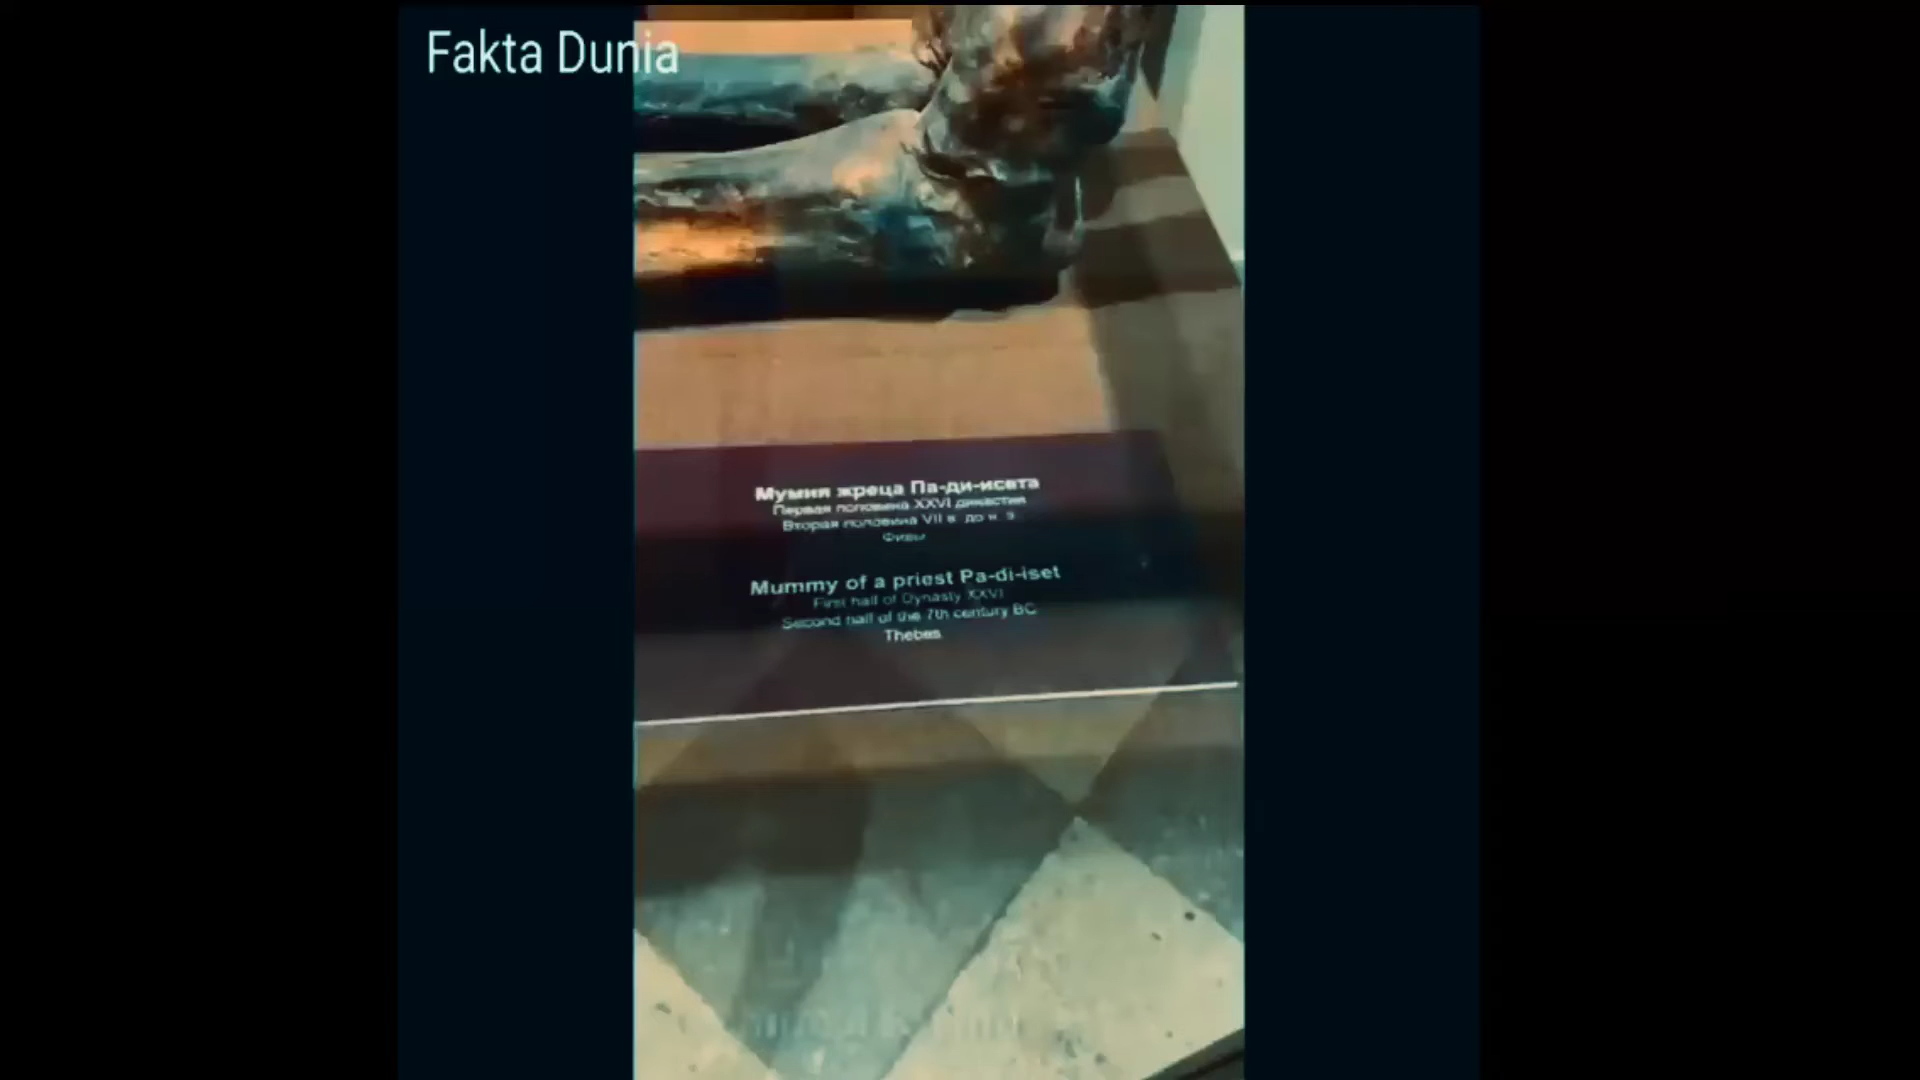 Fakta Dunia
Мумия жреца Па-ди-исета
Первая половина XXVI династии
Вторая половина VII в. до н. э.
Фивы
Mummy of a priest Pa-di-iset
First half of Dynasty XXVI
Second half of the 7th century BC
Thebes